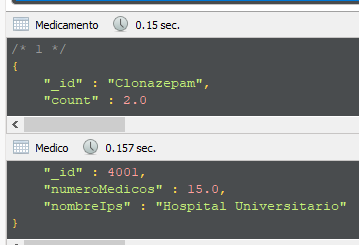 Medicamento 0.15 sec.
/* 1 */
{
"_id" : "Clonazepam",
"count" : 2.0
Medico 0.157 sec.
"_id" : 4001,
"numeroMedicos" : 15.0,
"nombreIps" : "Hospital Universitario"
}